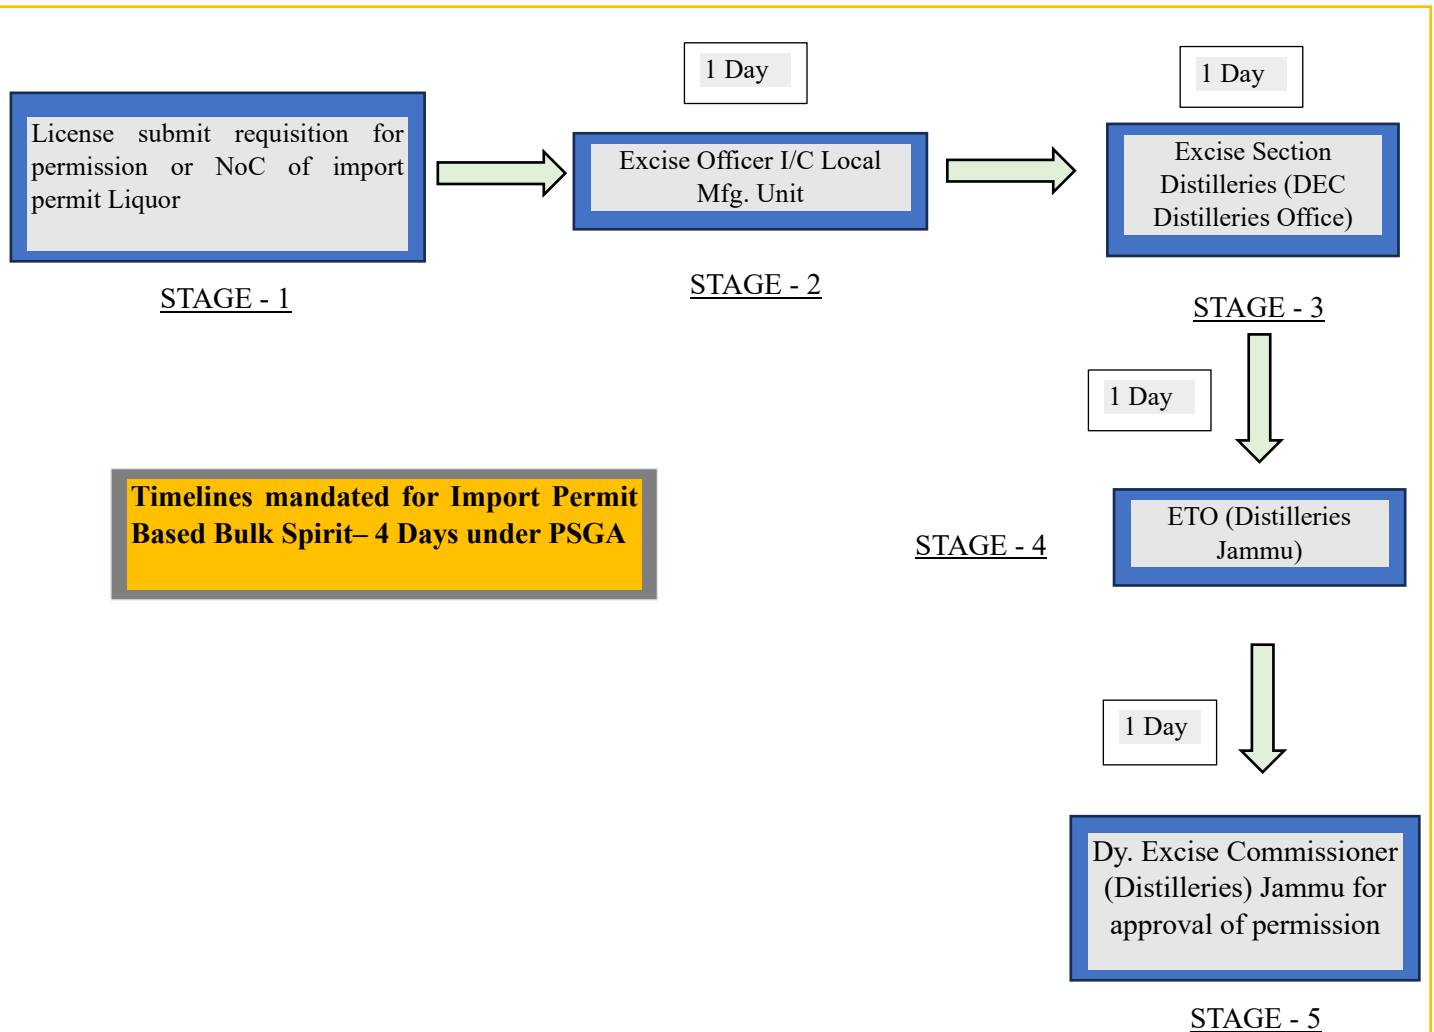 1 Day
1 Day
License submit requisition for
permission or NoC of import
permit Liquor
Excise Officer I/C Local
Mfg. Unit
Excise Section
Distilleries (DEC
Distilleries Office)
STAGE - 1
STAGE - 2
STAGE - 3
1 Day
Timelines mandated for Import Permit
Based Bulk Spirit– 4 Days under PSGA
STAGE - 4
ETO (Distilleries
Jammu)
1 Day
Dy. Excise Commissioner
(Distilleries) Jammu for
approval of permission
STAGE - 5